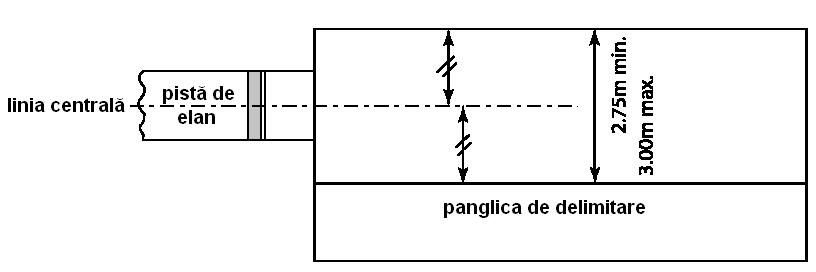 linia centrală
pistă de
elan
2.75m min.
3.00m max.
panglica de delimitare